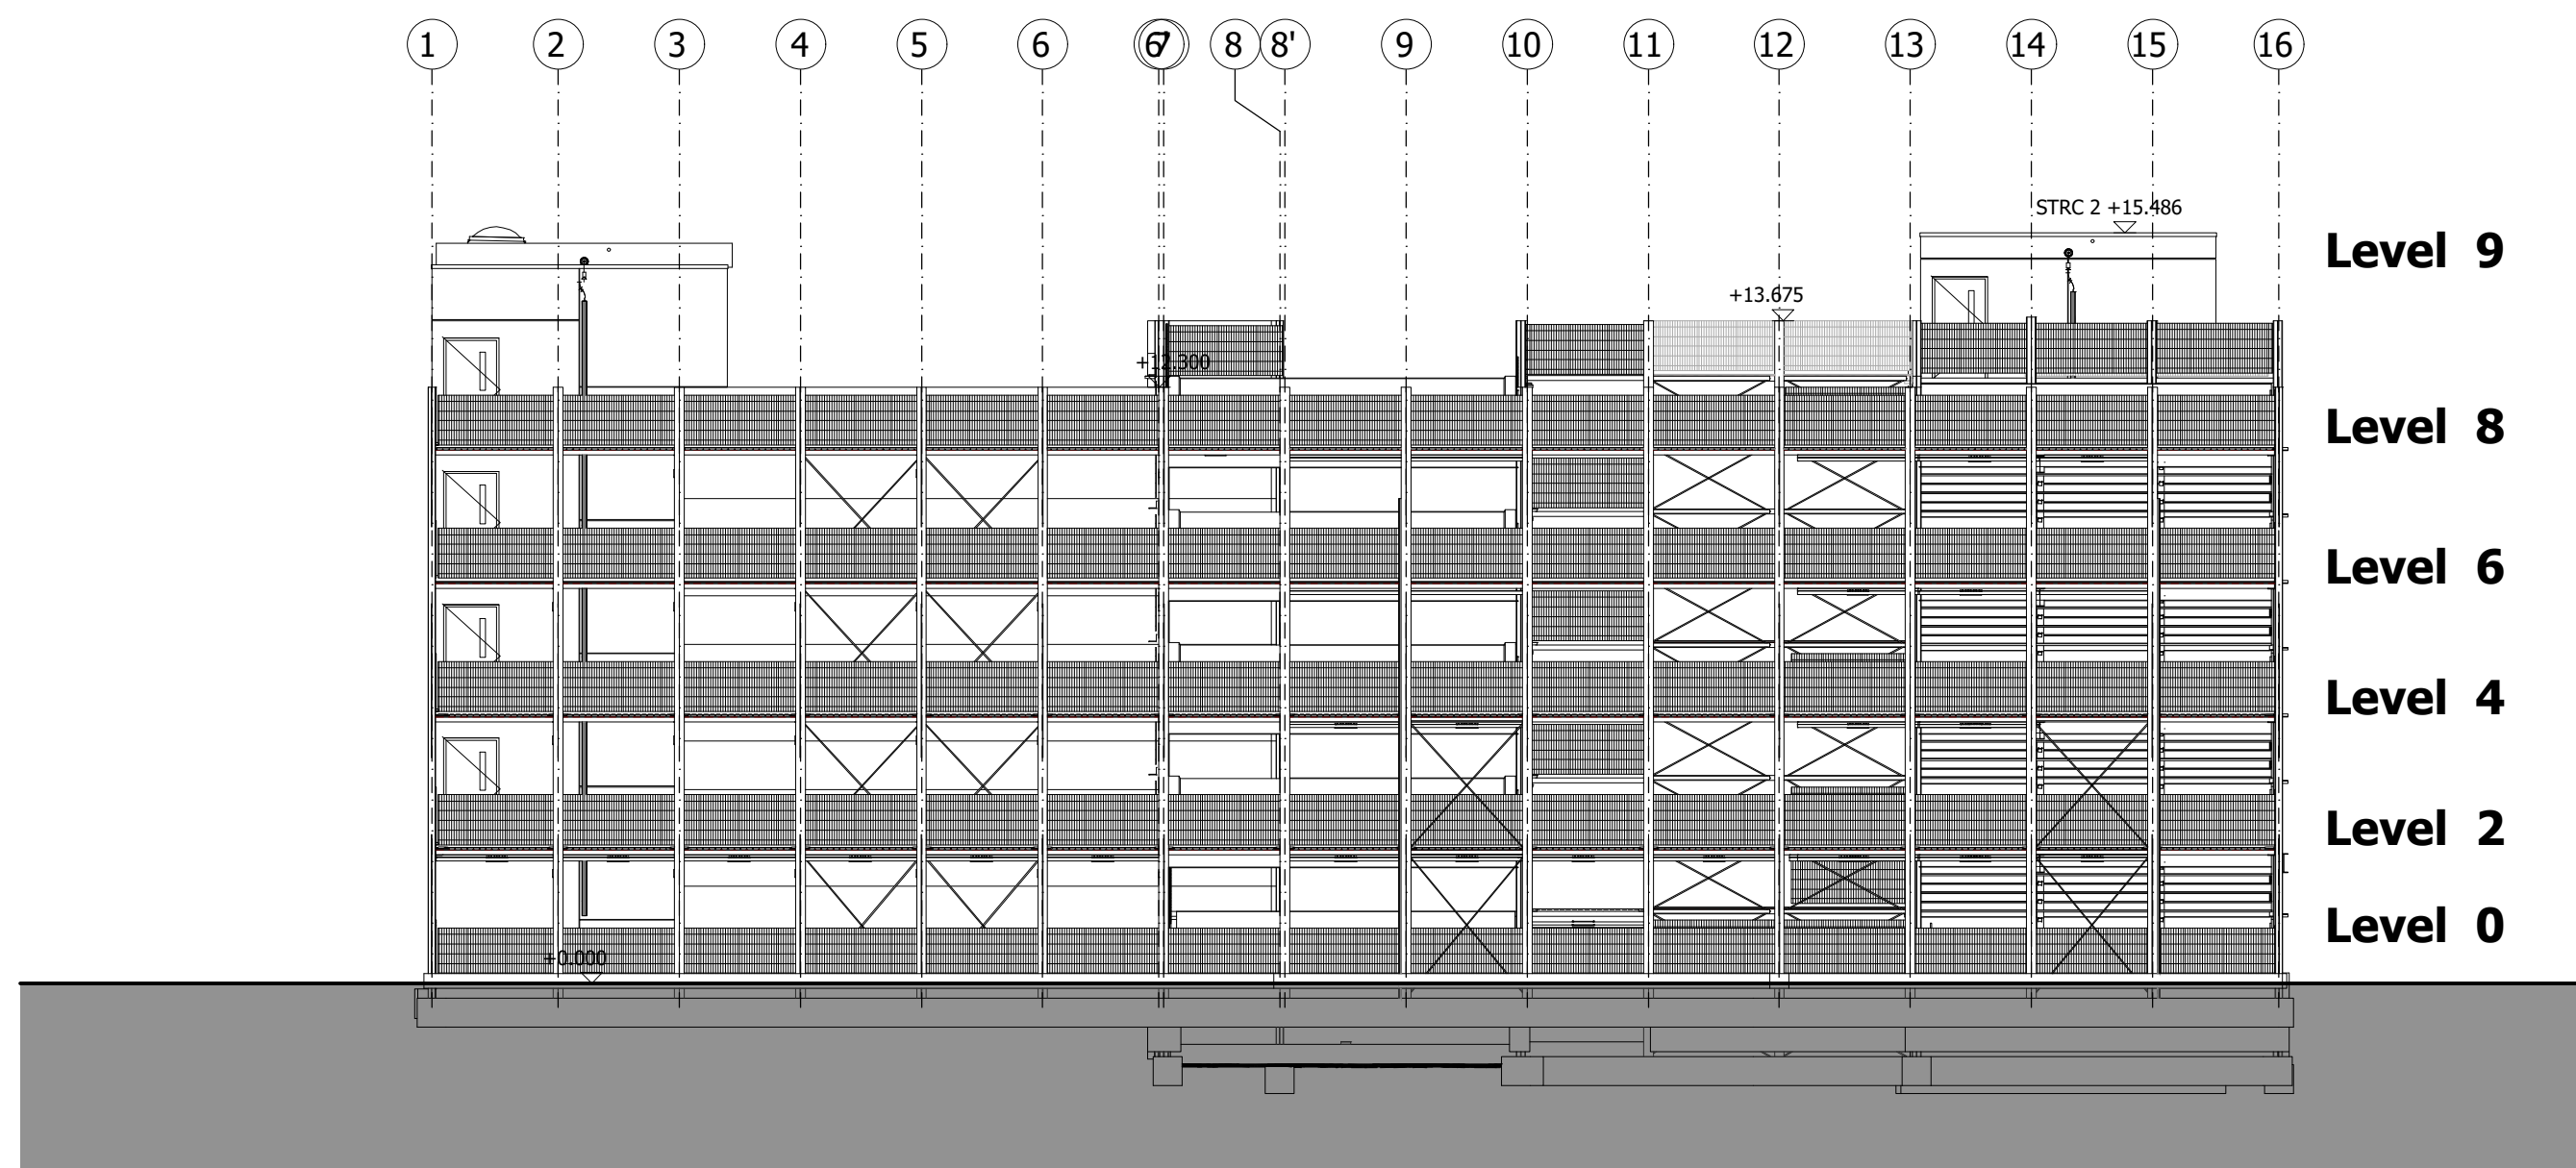 1 2 3 4 5 6 6' 7 8 8' 9 10 11 12 13 14 15 16
STRC 2 +15.486
Level 9
+13.675
+12.300
Level 8
Level 6
Level 4
Level 2
Level 0
+0.000